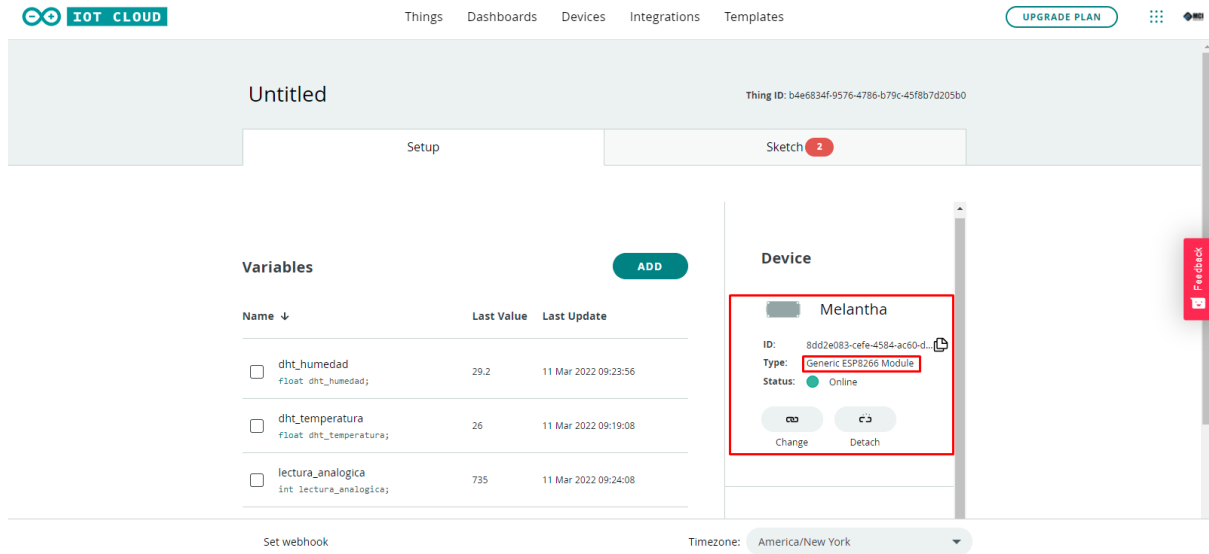 IOT CLOUD
Things Dashboards Devices Integrations Templates
UPGRADE PLAN
MCI
Untitled
Thing ID: b4e6834f-9576-4786-b79c-45f8b7d205b0
Setup
Sketch 2
Variables
ADD
Name ↓ Last Value Last Update
dht_humedad
float dht_humedad;
29.2 11 Mar 2022 09:23:56
dht_temperatura
float dht_temperatura;
26 11 Mar 2022 09:19:08
lectura_analogica
int lectura_analogica;
735 11 Mar 2022 09:24:08
Device
Melantha
ID: 8dd2e083-cefe-4584-ac60-d...
Type: Generic ESP8266 Module
Status: Online
Change Detach
Feedback
Set webhook
Timezone: America/New York